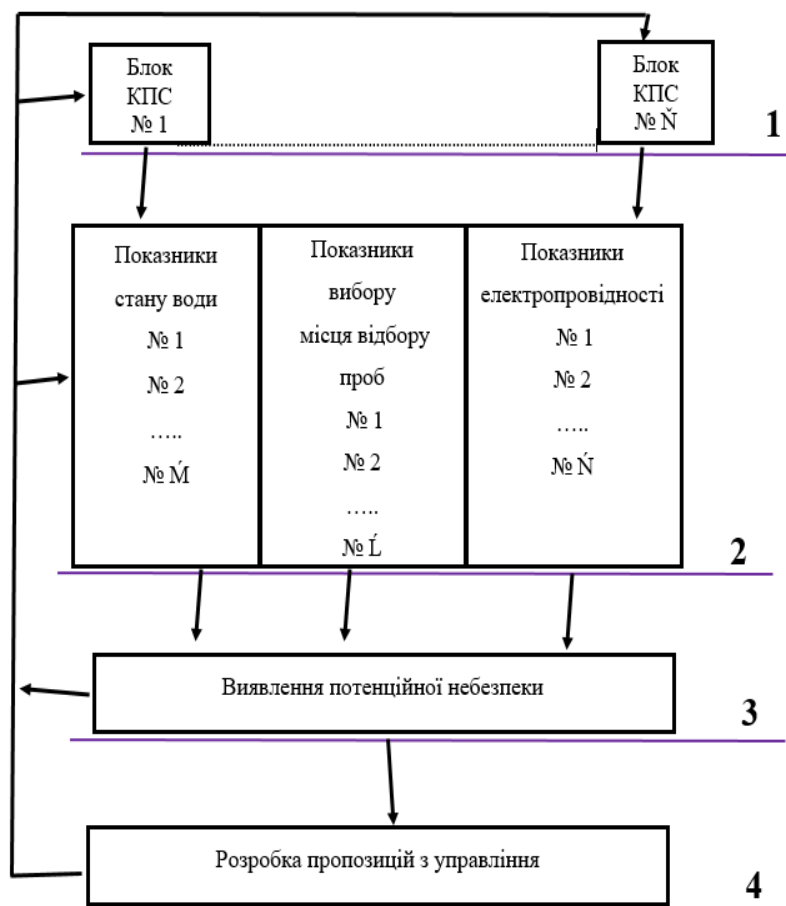 Блок
КПС
№ 1
Блок
КПС
№ Ň
1
Показники
стану води
№ 1
№ 2
…..
№ Ḿ
Показники
вибору
місця відбору
проб
№ 1
№ 2
…..
№ Ĺ
Показники
електропровідності
№ 1
№ 2
…..
№ Ń
2
Виявлення потенційної небезпеки
3
Розробка пропозицій з управління
4